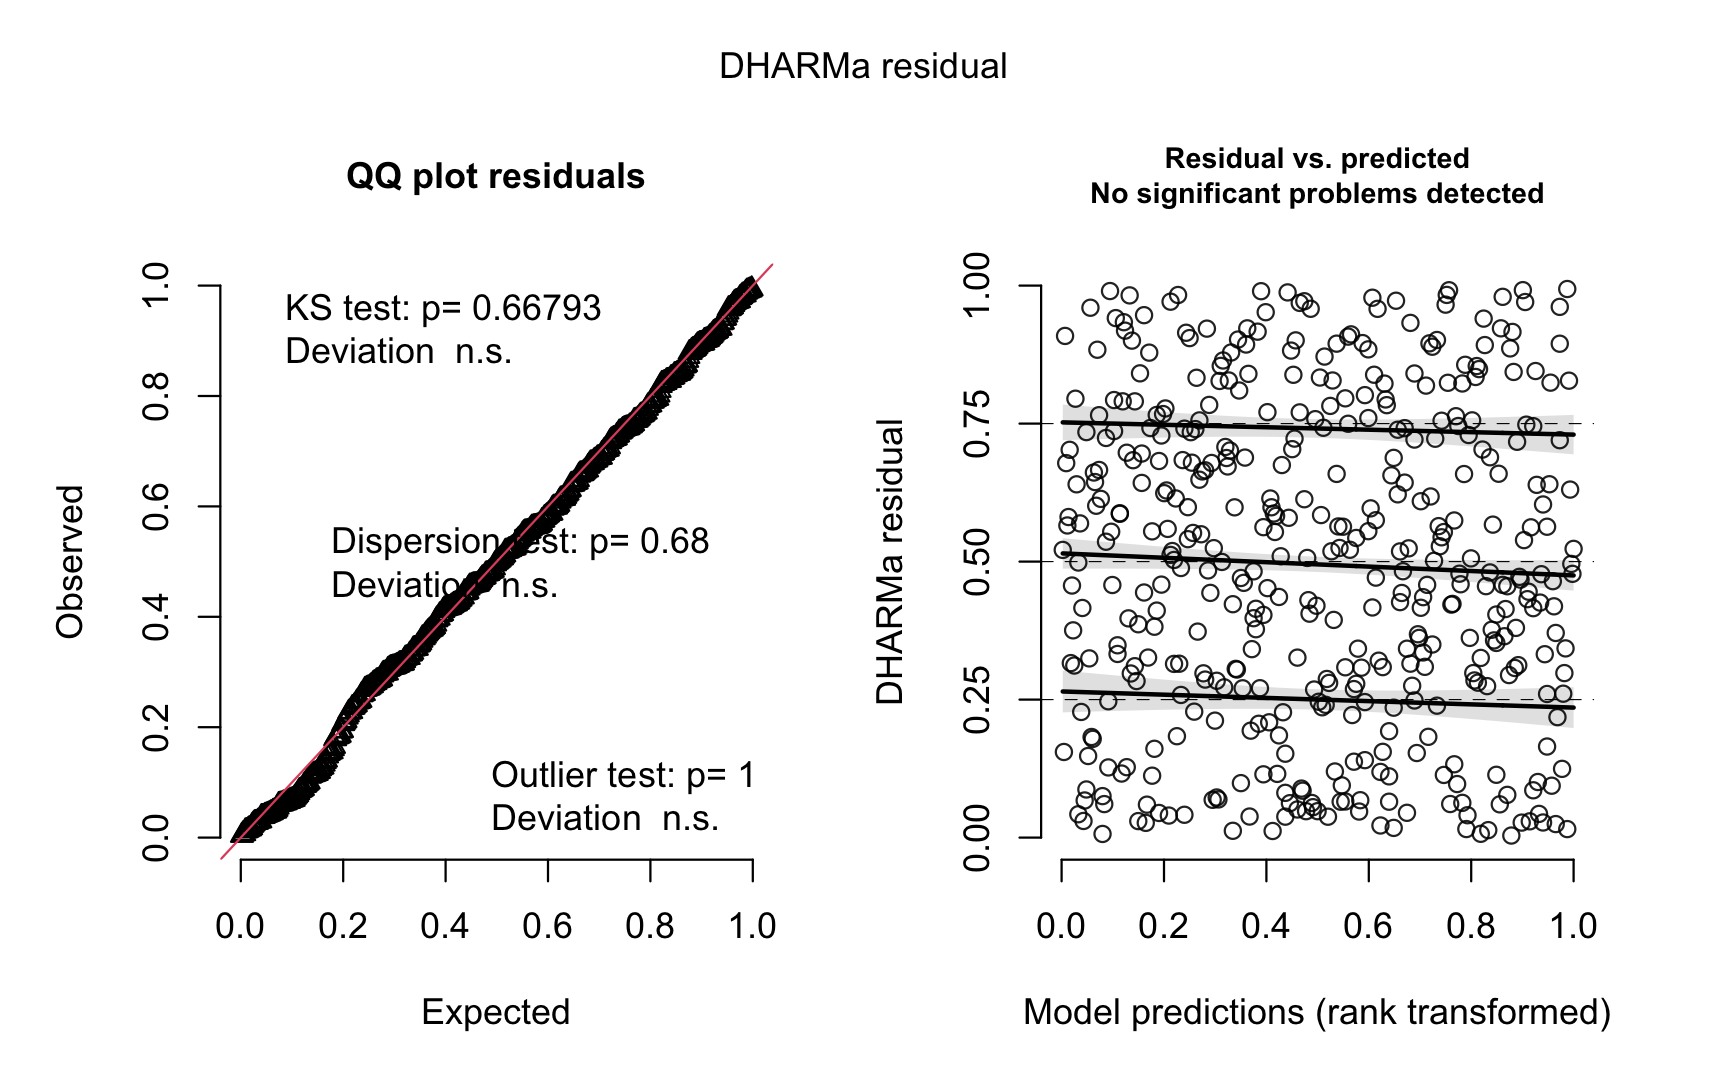 DHARMa residual
QQ plot residuals
KS test: p= 0.66793
Deviation  n.s.
Dispersion test: p= 0.68
Deviation  n.s.
Outlier test: p= 1
Deviation  n.s.
Observed
0.0 0.2 0.4 0.6 0.8 1.0
0.0 0.2 0.4 0.6 0.8 1.0
Expected
Residual vs. predicted
No significant problems detected
DHARMa residual
0.00 0.25 0.50 0.75 1.00
0.0 0.2 0.4 0.6 0.8 1.0
Model predictions (rank transformed)